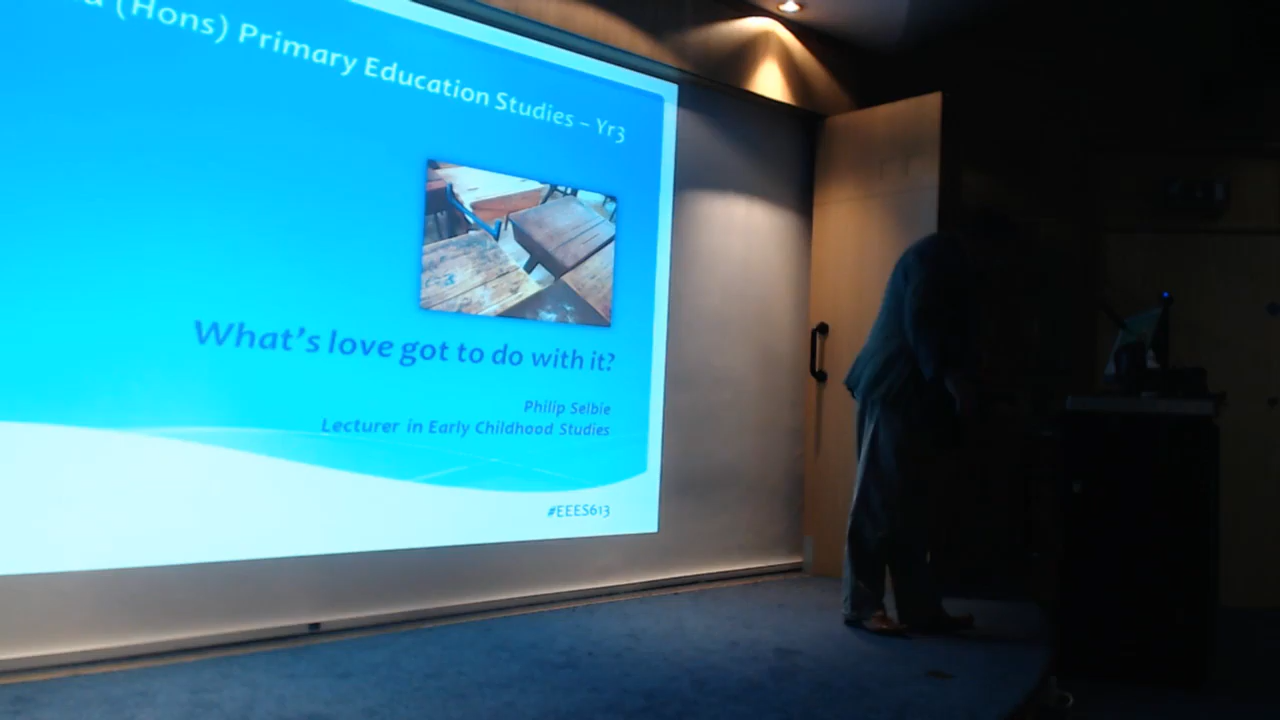 (Hons) Primary Education Studies – Yr3
What's love got to do with it?
Philip Selbie
Lecturer in Early Childhood Studies
#EEES613